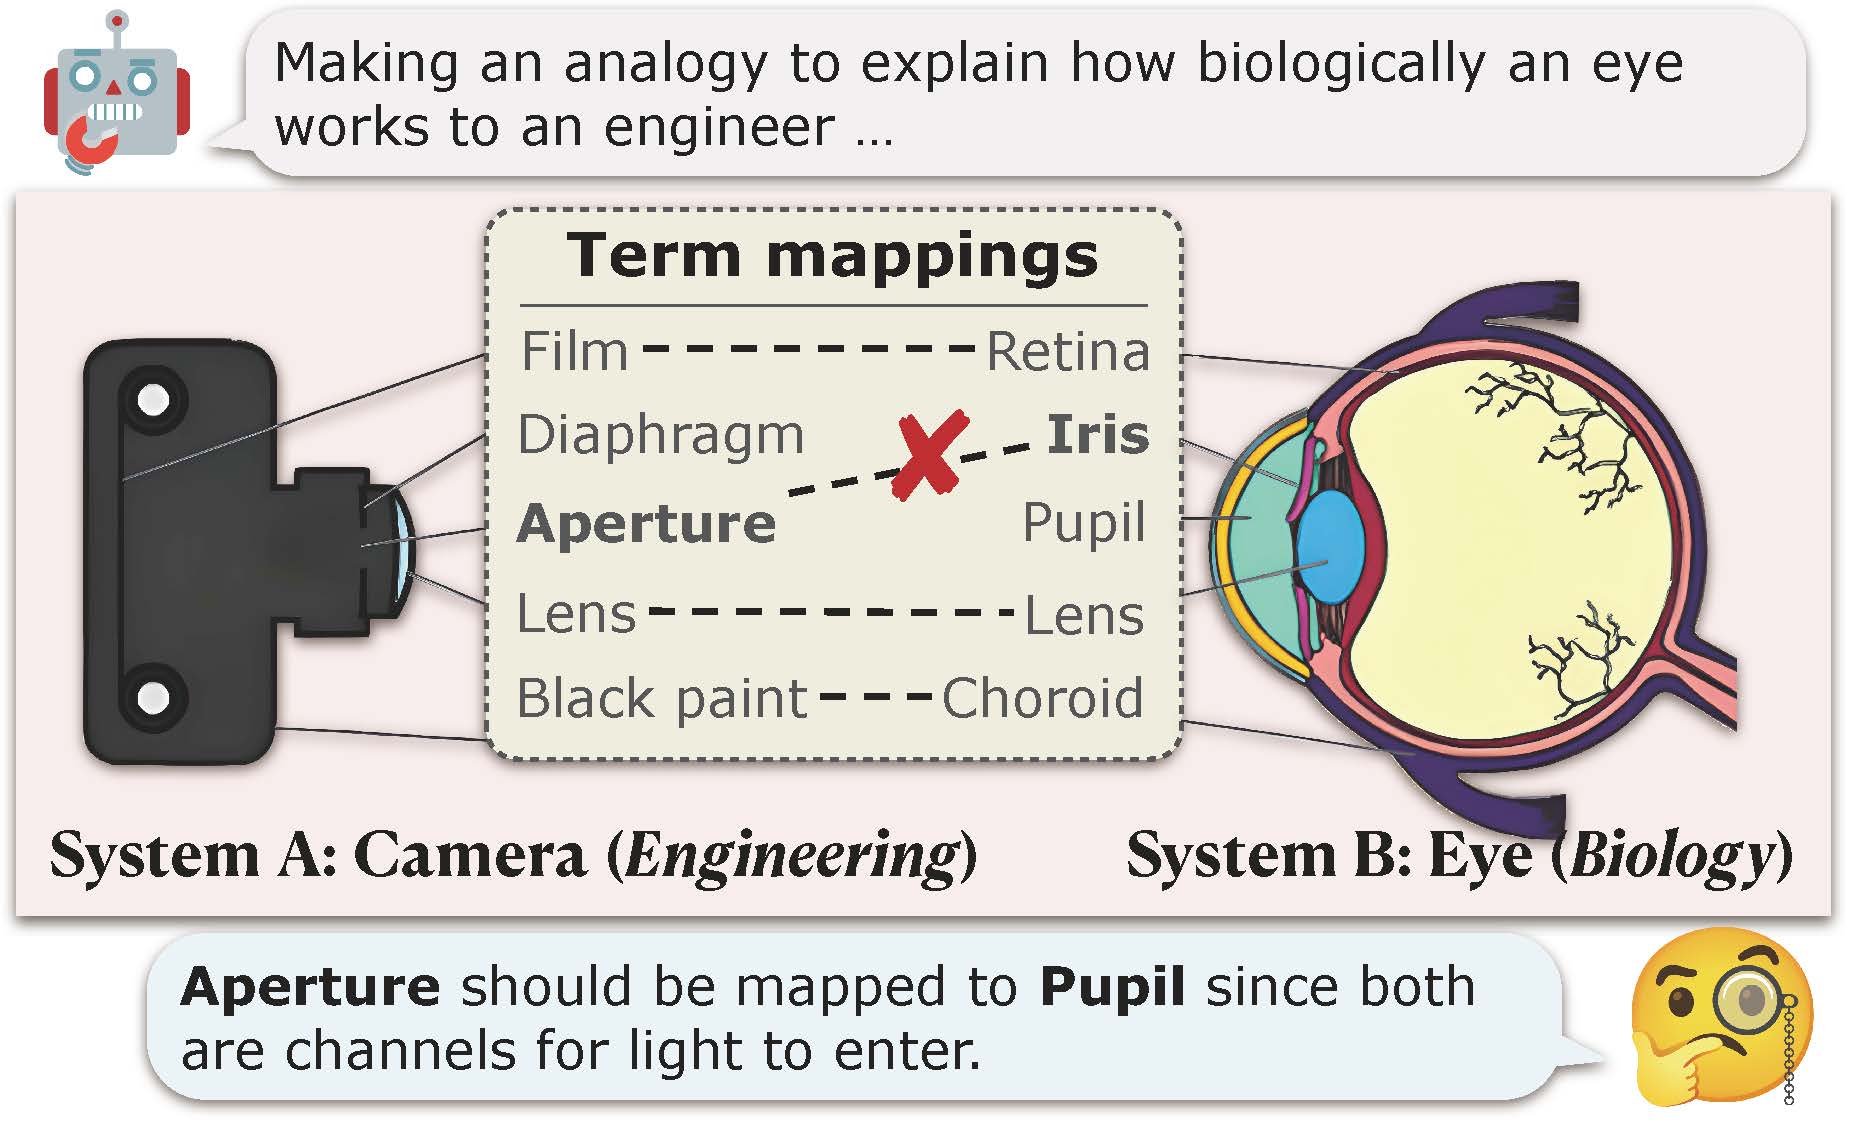 Making an analogy to explain how biologically an eye
works to an engineer ...
Term mappings
Film Retina
Diaphragm Iris
Aperture Pupil
Lens Lens
Black paint Choroid
System A: Camera (Engineering)
System B: Eye (Biology)
Aperture should be mapped to Pupil since both
are channels for light to enter.